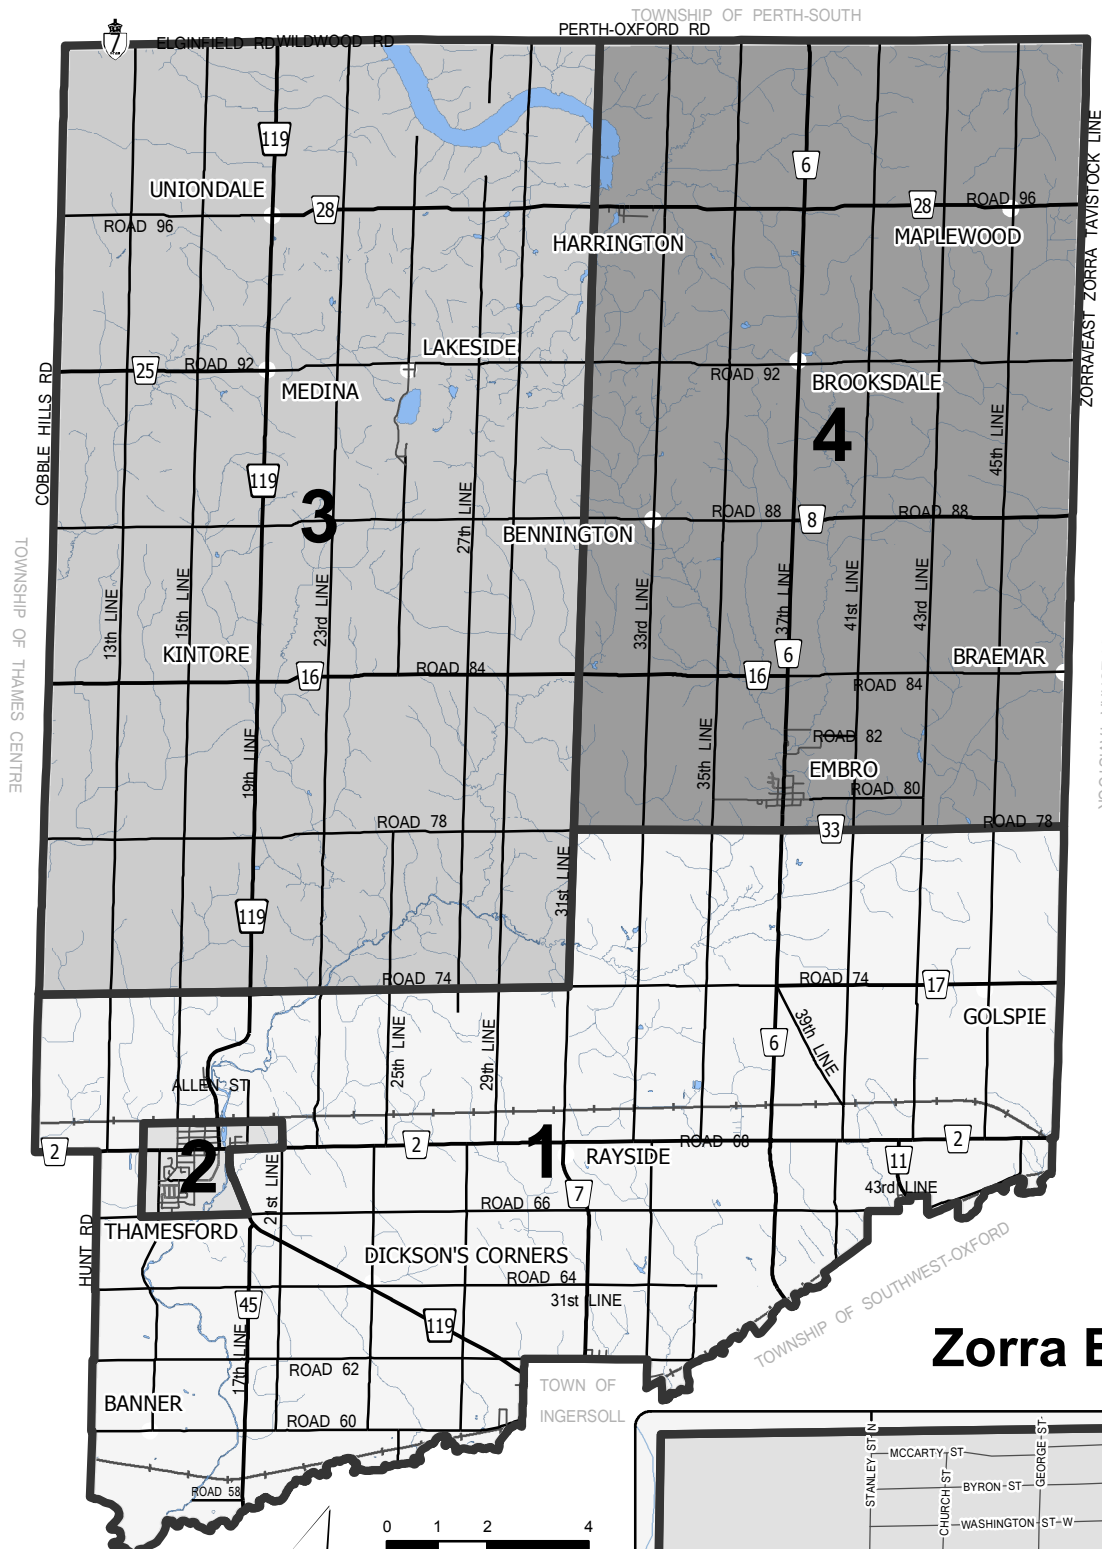 TOWNSHIP OF PERTH-SOUTH
PERTH-OXFORD RD
7
ELGINFIELD RD
WILDWOOD RD
119
6
ZORRA/EAST ZORRA TAVISTOCK LINE
UNIONDALE
28
28
ROAD 96
ROAD 96
HARRINGTON
MAPLEWOOD
LAKESIDE
25
ROAD 92
ROAD 92
MEDINA
BROOKSDALE
COBBLE HILLS RD
4
45th LINE
119
3
27th LINE
ROAD 88
8
ROAD 88
BENNINGTON
TOWNSHIP OF THAMES CENTRE
13th LINE
15th LINE
23rd LINE
33rd LINE
37th LINE
41st LINE
43rd LINE
KINTORE
6
BRAEMAR
16
ROAD 84
16
ROAD 84
19th LINE
35th LINE
ROAD 82
EMBRO
ROAD 80
ROAD 78
33
ROAD 78
31st LINE
119
ROAD 74
ROAD 74
17
GOLSPIE
39th LINE
6
25th LINE
29th LINE
ALLEN ST
2
2
1
ROAD 68
2
RAYSIDE
2
11
43rd LINE
21st LINE
7
ROAD 66
THAMESFORD
HUNT RD
DICKSON'S CORNERS
ROAD 64
31st LINE
TOWNSHIP OF SOUTHWEST-OXFORD
45
119
17th LINE
ROAD 62
Zorra
TOWN OF
INGERSOLL
BANNER
ROAD 60
ROAD 58
STANLEY ST N
MCCARTY ST
GEORGE ST
CHURCH ST
BYRON ST
WASHINGTON ST W
0 1 2 4